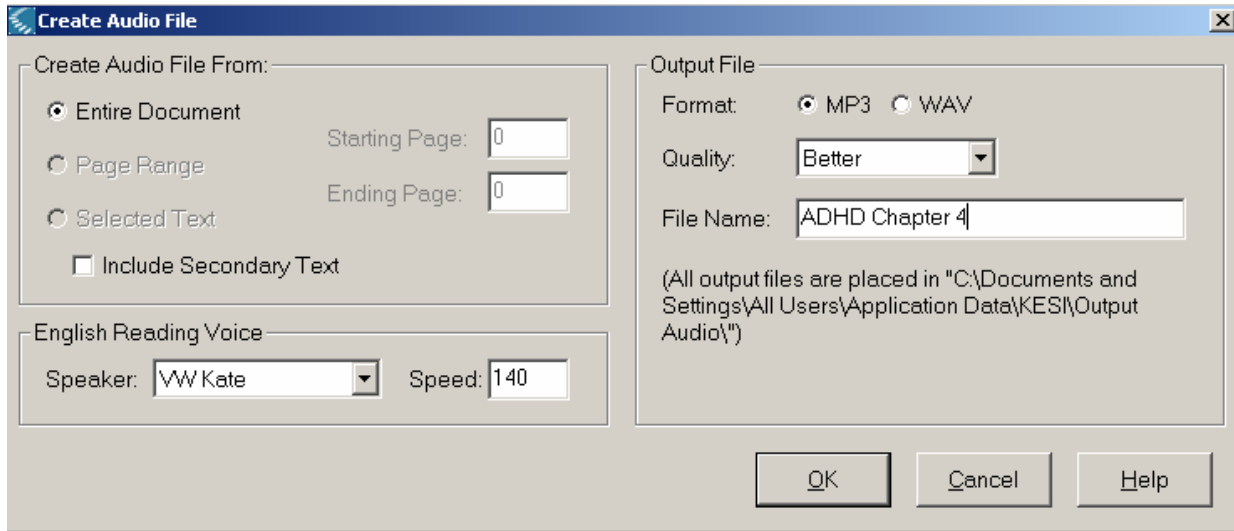 Create Audio File
Create Audio File From:
Entire Document
Starting Page: 0
Page Range
Ending Page: 0
Selected Text
Include Secondary Text
English Reading Voice
Speaker: VW Kate Speed: 140
Output File
Format: MP3 WAV
Quality: Better
File Name: ADHD Chapter 4
(All output files are placed in "C:\Documents and
Settings\All Users\Application Data\KESI\Output
Audio\")
OK Cancel Help